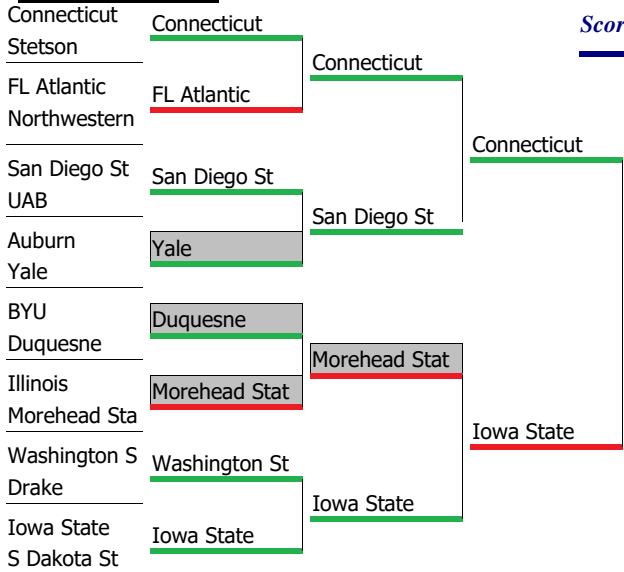 Connecticut
Stetson
FL Atlantic
Northwestern
San Diego St
UAB
Auburn
Yale
BYU
Duquesne
Illinois
Morehead Sta
Washington S
Drake
Iowa State
S Dakota St
Connecticut
FL Atlantic
San Diego St
Yale
Duquesne
Morehead Stat
Washington St
Iowa State
Connecticut
San Diego St
Morehead Stat
Iowa State
Connecticut
Iowa State
Scor